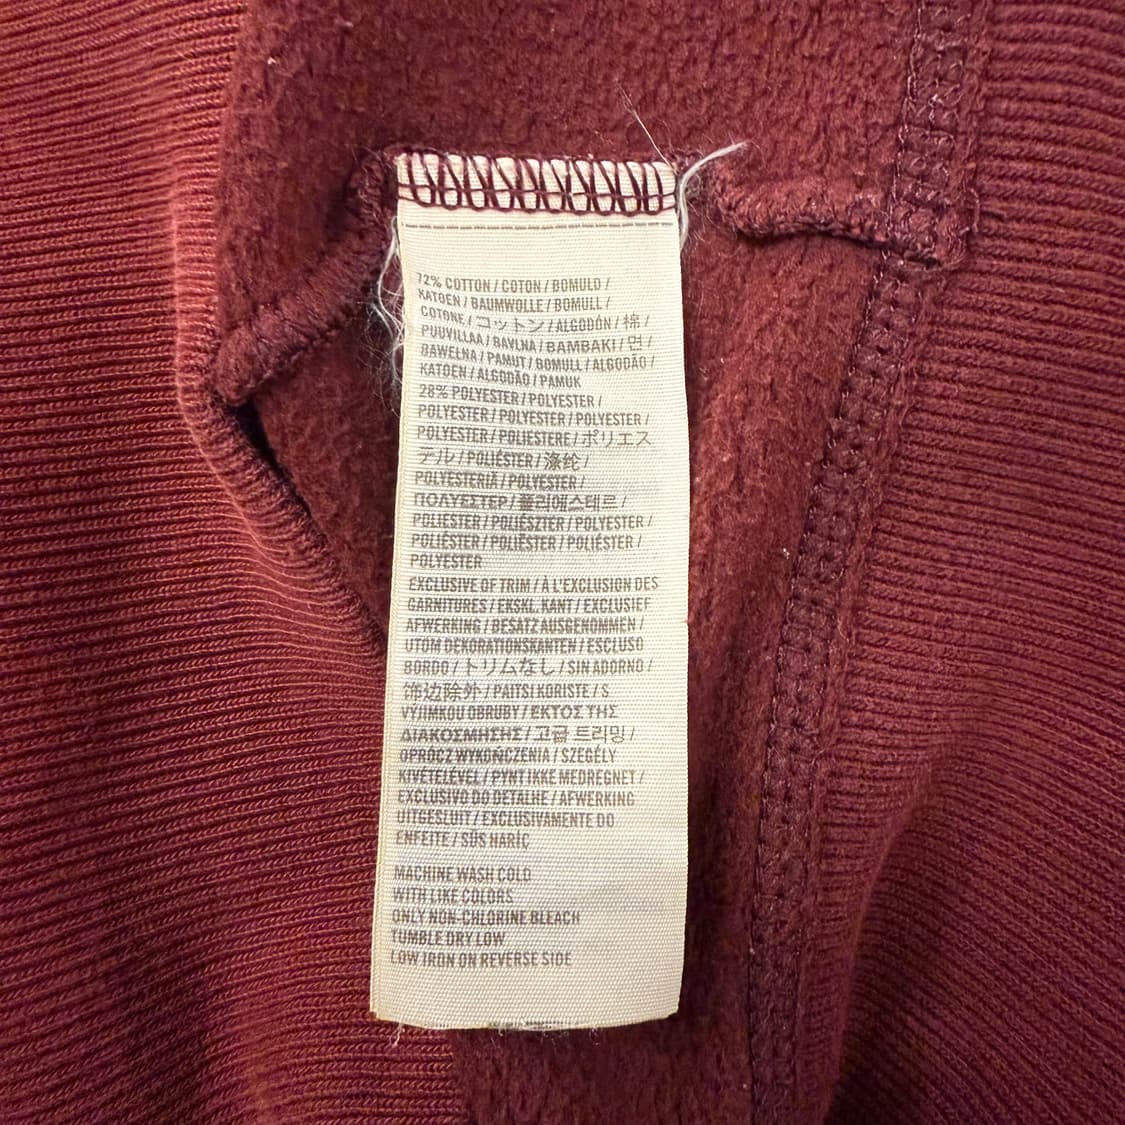 72% COTTON / COTON / BOMULD /
KATOEN / BAUMWOLLE / BOMULL /
COTONE / コットン / ALGODÓN / 棉 /
PUUVILLAA / BAVLNA / BAMBAKI / 면 /
BAWEŁNA / PAMUT / BOMULL / ALGODÃO /
KATOEN / ALGODÃO / PAMUK
28% POLYESTER / POLYESTER /
POLYESTER / POLYESTER / POLYESTER /
POLYESTER / POLIESTERE / ポリエス
テル / POLIÉSTER / 涤纶 /
POLYESTERIÄ / POLYESTER /
ΠΟΛΥΕΣΤΕΡ / 폴리에스테르 /
POLIESTER / POLIÉSZTER / POLYESTER /
POLIÉSTER / POLIËSTER / POLIÉSTER /
POLYESTER
EXCLUSIVE OF TRIM / À L'EXCLUSION DES
GARNITURES / EKSKL. KANT / EXCLUSIEF
AFWERKING / BESATZ AUSGENOMMEN /
UTOM DEKORATIONSKANTEN / ESCLUSO
BORDO / トリムなし / SIN ADORNO /
饰边除外 / PAITSI KORISTE / S
VÝJIMKOU OBRUBY / ΕΚΤΟΣ ΤΗΣ
ΔΙΑΚΟΣΜΗΣΗΣ / 고급 트리밍 /
OPRÓCZ WYKOŃCZENIA / SZEGÉLY
KIVÉTELÉVEL / PYNT IKKE MEDREGNET /
EXCLUSIVO DO DETALHE / AFWERKING
UITGESLUIT / EXCLUSIVAMENTE DO
ENFEITE / SÜS HARİÇ
MACHINE WASH COLD
WITH LIKE COLORS
ONLY NON-CHLORINE BLEACH
TUMBLE DRY LOW
LOW IRON ON REVERSE SIDE